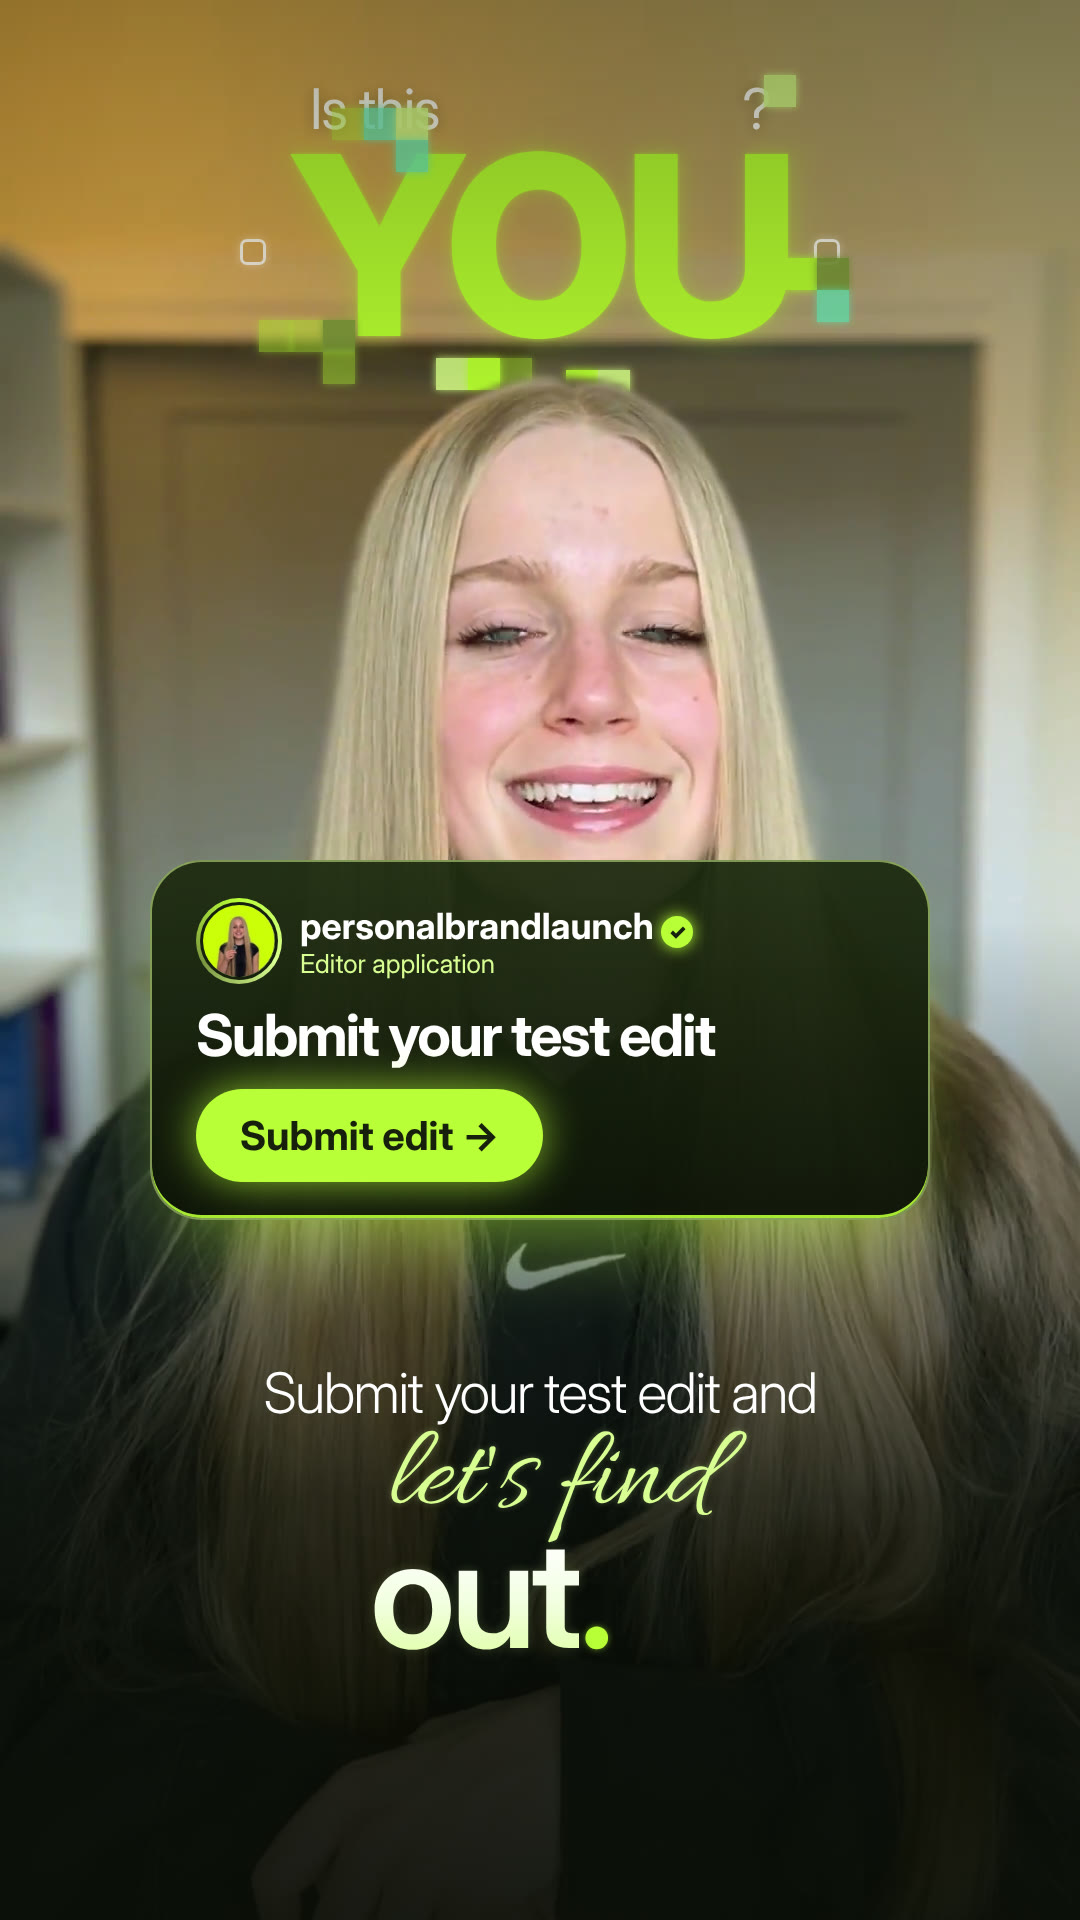 Is this ?
YOU
personalbrandlaunch
Editor application
Submit your test edit
Submit edit →
Submit your test edit and
let's find
out.